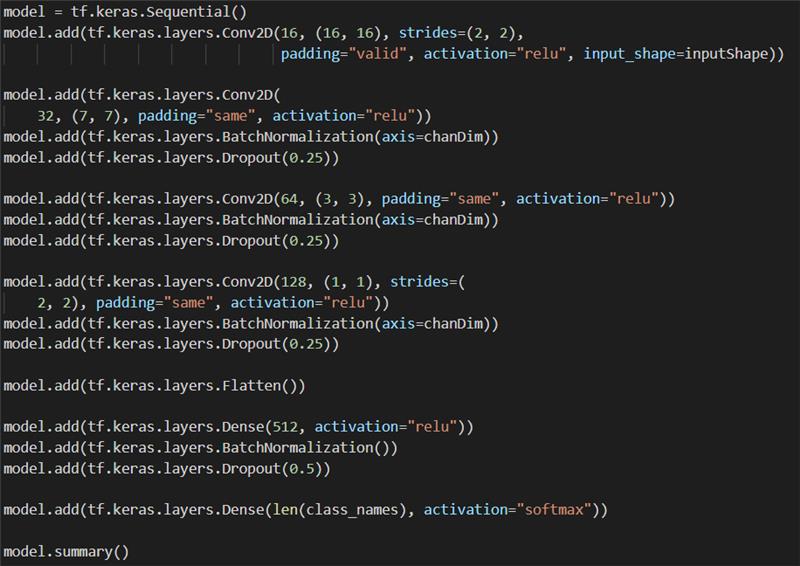 model = tf.keras.Sequential()
model.add(tf.keras.layers.Conv2D(16, (16, 16), strides=(2, 2),
padding="valid", activation="relu", input_shape=inputShape))
model.add(tf.keras.layers.Conv2D(
32, (7, 7), padding="same", activation="relu"))
model.add(tf.keras.layers.BatchNormalization(axis=chanDim))
model.add(tf.keras.layers.Dropout(0.25))
model.add(tf.keras.layers.Conv2D(64, (3, 3), padding="same", activation="relu"))
model.add(tf.keras.layers.BatchNormalization(axis=chanDim))
model.add(tf.keras.layers.Dropout(0.25))
model.add(tf.keras.layers.Conv2D(128, (1, 1), strides=(
2, 2), padding="same", activation="relu"))
model.add(tf.keras.layers.BatchNormalization(axis=chanDim))
model.add(tf.keras.layers.Dropout(0.25))
model.add(tf.keras.layers.Flatten())
model.add(tf.keras.layers.Dense(512, activation="relu"))
model.add(tf.keras.layers.BatchNormalization())
model.add(tf.keras.layers.Dropout(0.5))
model.add(tf.keras.layers.Dense(len(class_names), activation="softmax"))
model.summary()